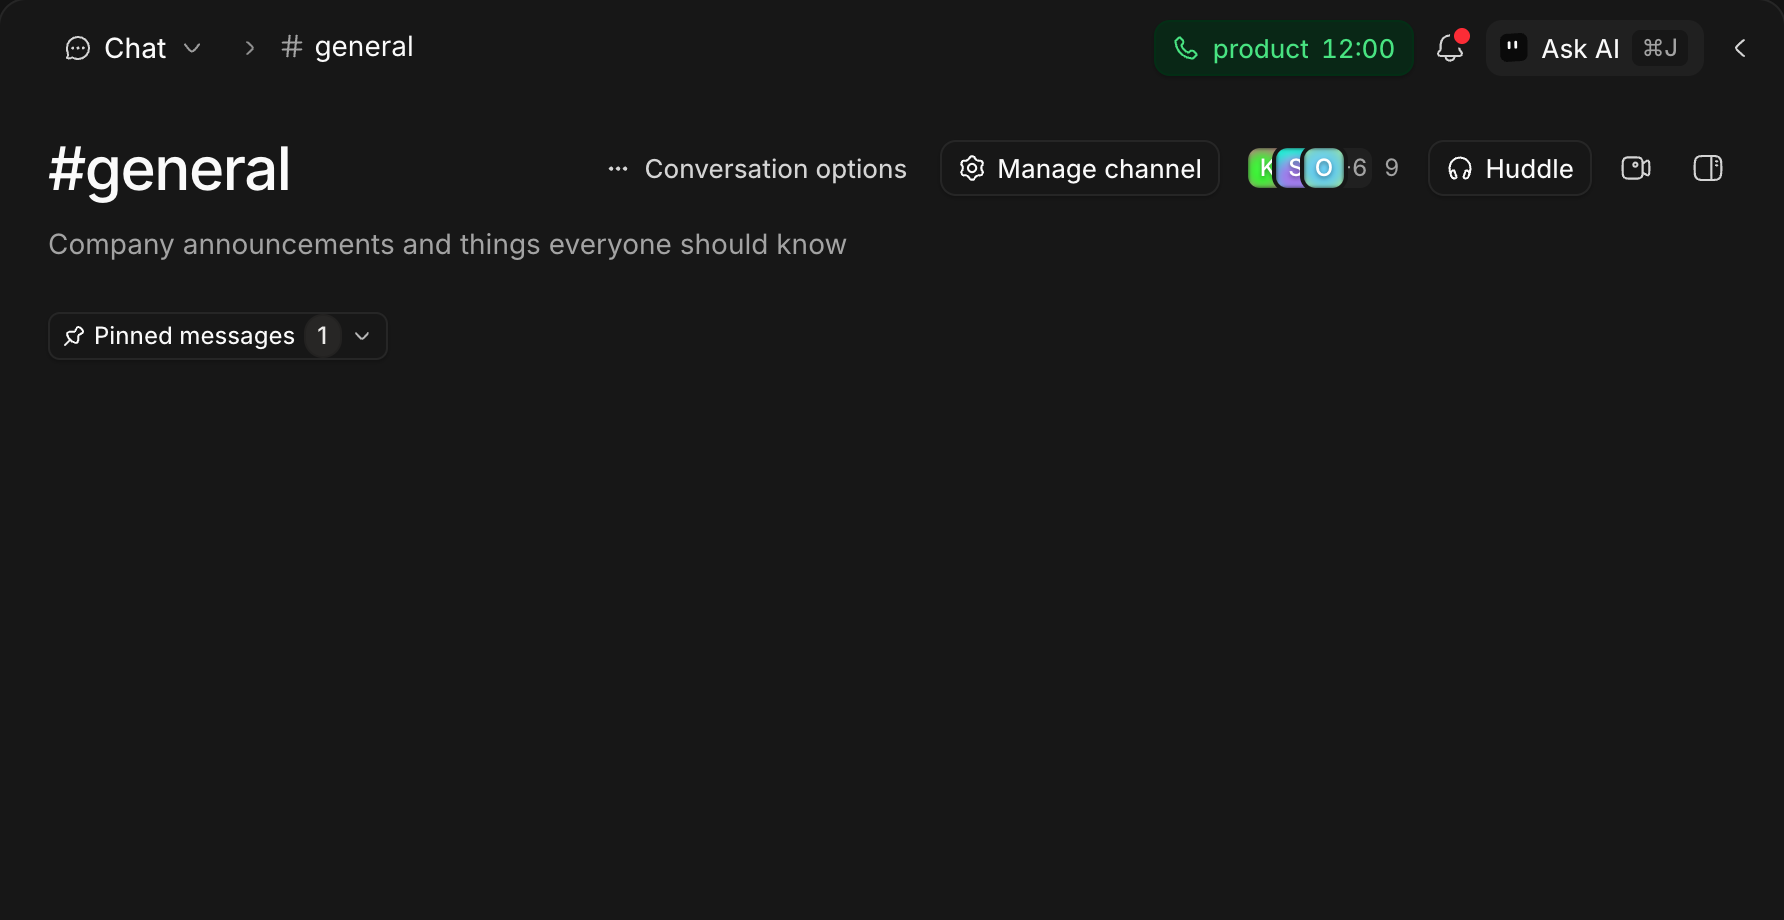 Chat > # general
product 12:00
Ask AI ⌘J
#general
Conversation options
Manage channel
K S O +6 9
Huddle
Company announcements and things everyone should know
Pinned messages 1